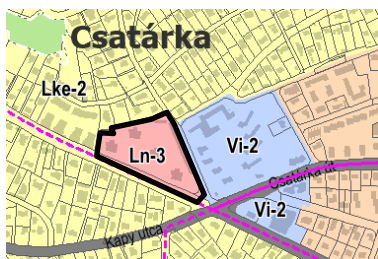 Csatárka
Lke-2
Vi-2
Ln-3
Csatárka út
Vi-2
Kapy utca